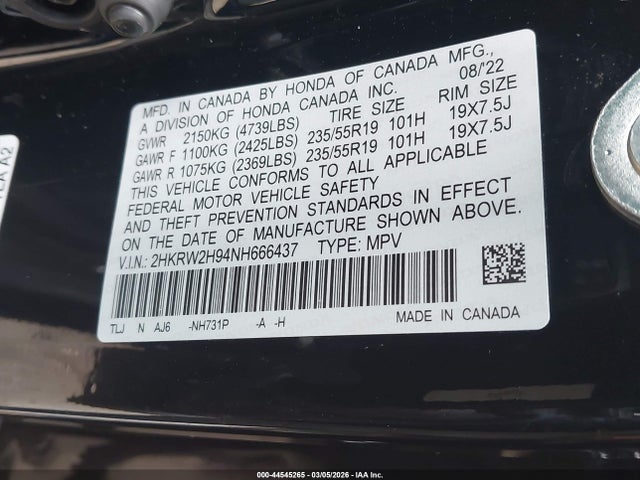 MFD. IN CANADA BY HONDA OF CANADA MFG.,
A DIVISION OF HONDA CANADA INC. 08/'22
GVWR 2150KG (4739LBS) TIRE SIZE RIM SIZE
GAWR F 1100KG (2425LBS) 235/55R19 101H 19X7.5J
GAWR R 1075KG (2369LBS) 235/55R19 101H 19X7.5J
THIS VEHICLE CONFORMS TO ALL APPLICABLE
FEDERAL MOTOR VEHICLE SAFETY
AND THEFT PREVENTION STANDARDS IN EFFECT
ON THE DATE OF MANUFACTURE SHOWN ABOVE.
V.I.N.: 2HKRW2H94NH666437 TYPE: MPV
TLJ N AJ6 -NH731P -A -H MADE IN CANADA
A2
000-44545265 - 03/05/2026 - IAA Inc.